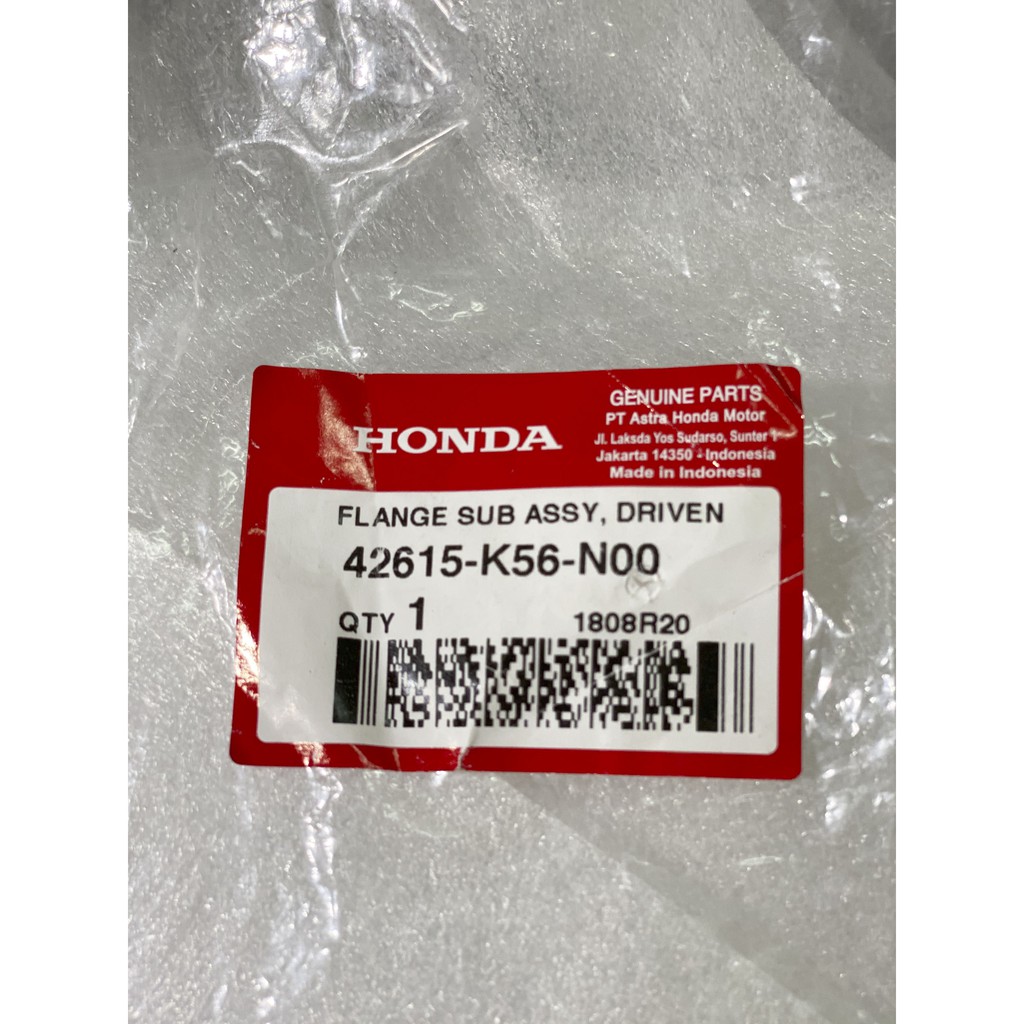 HONDA
GENUINE PARTS
PT Astra Honda Motor
Jl. Laksda Yos Sudarso, Sunter 1
Jakarta 14350 - Indonesia
Made in Indonesia
FLANGE SUB ASSY, DRIVEN
42615-K56-N00
QTY 1 1808R20